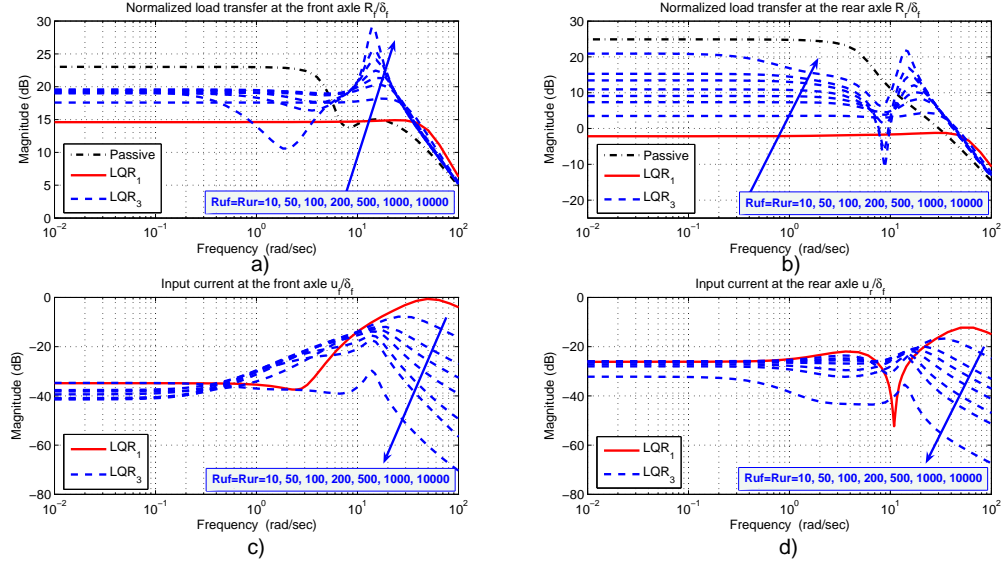 Normalized load transfer at the front axle R_f/δ_f
Magnitude (dB)
30
25
20
15
10
5
0
Passive
LQR_1
LQR_3
Ruf=Rur=10, 50, 100, 200, 500, 1000, 10000
10^-2
10^-1
10^0
10^1
10^2
Frequency (rad/sec)
a)
Normalized load transfer at the rear axle R_r/δ_f
Magnitude (dB)
30
20
10
0
-10
-20
Passive
LQR_1
LQR_3
Ruf=Rur=10, 50, 100, 200, 500, 1000, 10000
10^-2
10^-1
10^0
10^1
10^2
Frequency (rad/sec)
b)
Input current at the front axle u_f/δ_f
Magnitude (dB)
0
−20
−40
−60
−80
LQR_1
LQR_3
Ruf=Rur=10, 50, 100, 200, 500, 1000, 10000
10^-2
10^-1
10^0
10^1
10^2
Frequency (rad/sec)
c)
Input current at the rear axle u_r/δ_f
Magnitude (dB)
0
−20
−40
−60
−80
LQR_1
LQR_3
Ruf=Rur=10, 50, 100, 200, 500, 1000, 10000
10^-2
10^-1
10^0
10^1
10^2
Frequency (rad/sec)
d)